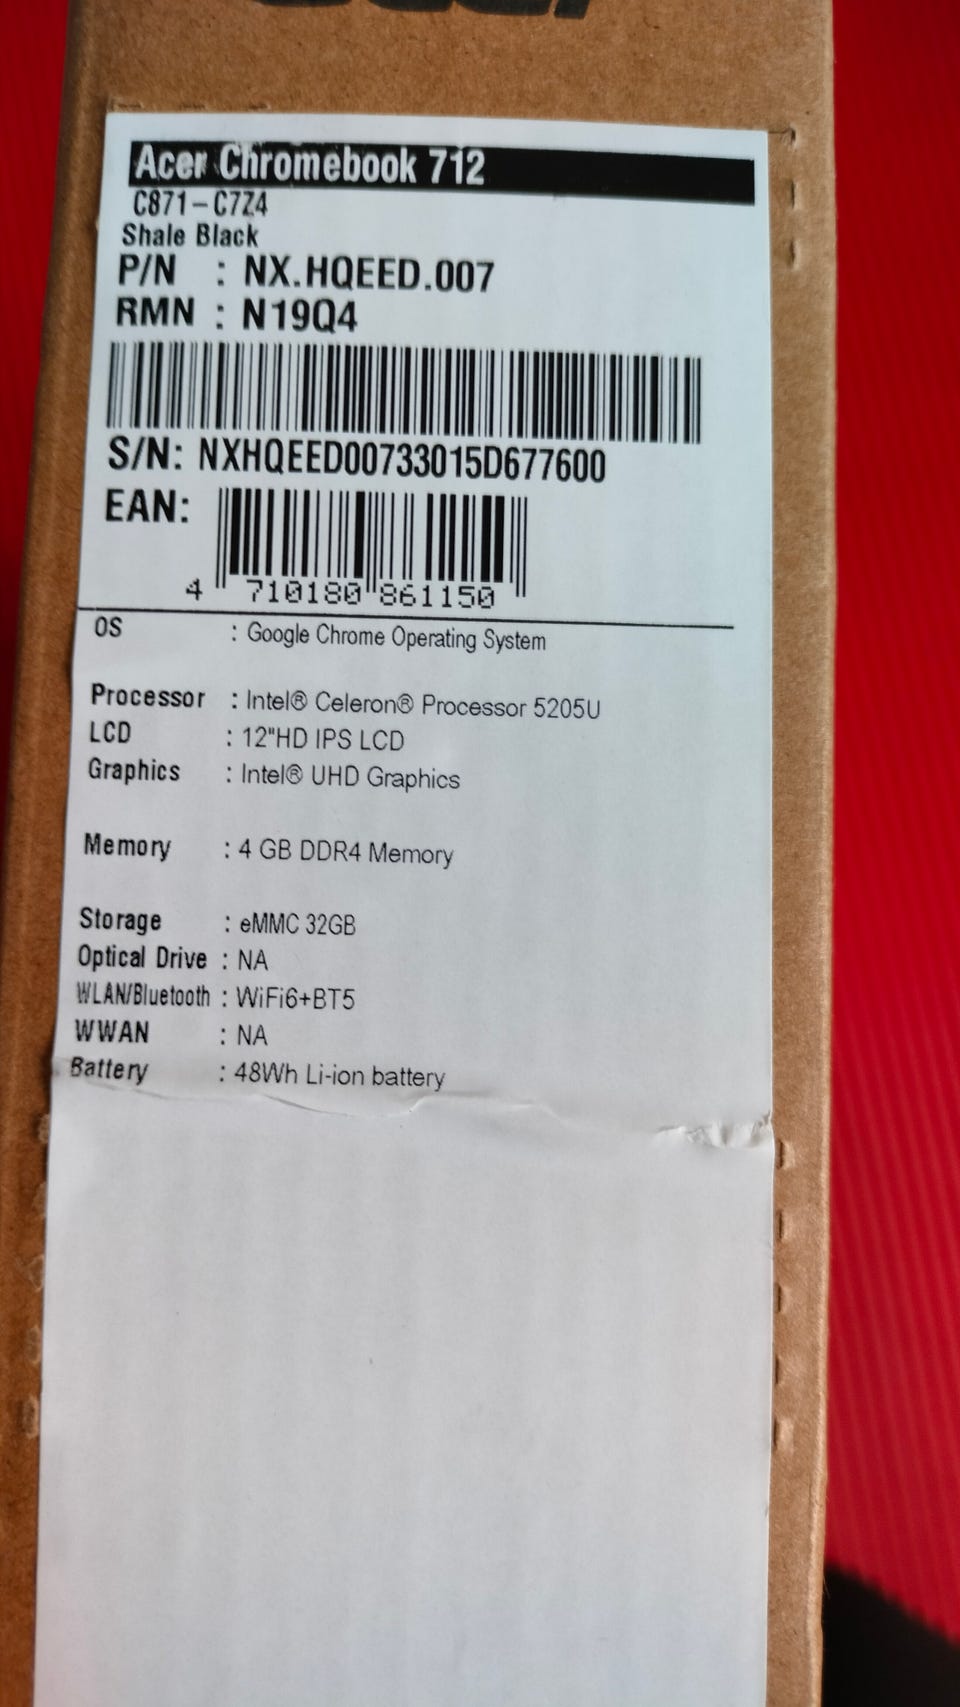 Acer Chromebook 712
C871-C7Z4
Shale Black
P/N : NX.HQEED.007
RMN : N19Q4
S/N: NXHQEED00733015D677600
EAN:
4 710180 861150
OS : Google Chrome Operating System
Processor : Intel® Celeron® Processor 5205U
LCD : 12"HD IPS LCD
Graphics : Intel® UHD Graphics
Memory : 4 GB DDR4 Memory
Storage : eMMC 32GB
Optical Drive : NA
WLAN/Bluetooth : WiFi6+BT5
WWAN : NA
Battery : 48Wh Li-ion battery